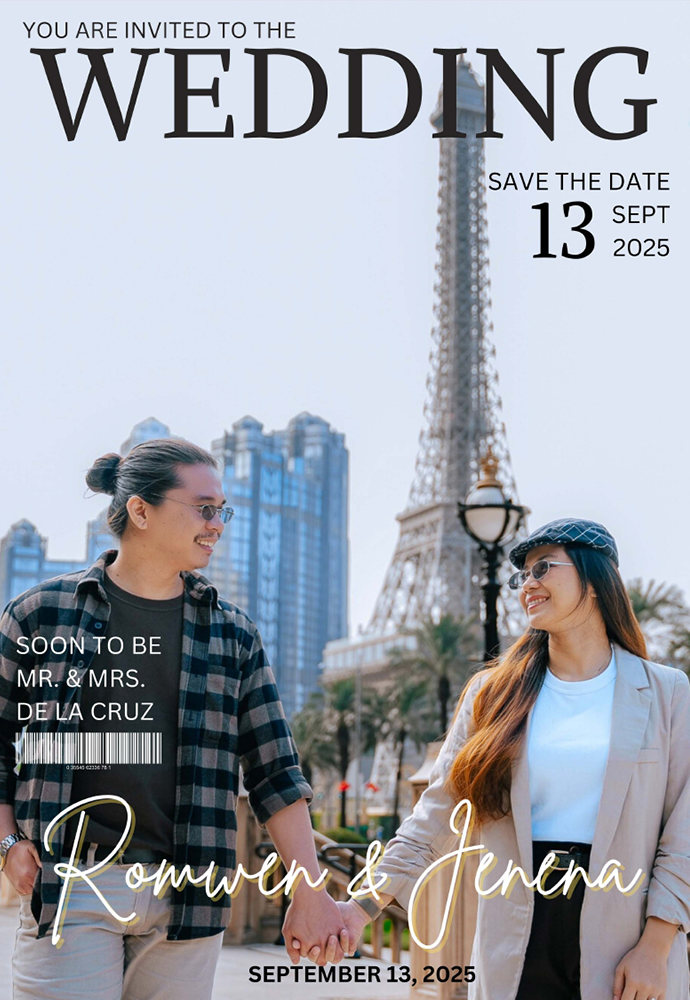 YOU ARE INVITED TO THE
WEDDING
SAVE THE DATE
13 SEPT
2025
SOON TO BE
MR. & MRS.
DE LA CRUZ
Romwen & Jenena
SEPTEMBER 13, 2025